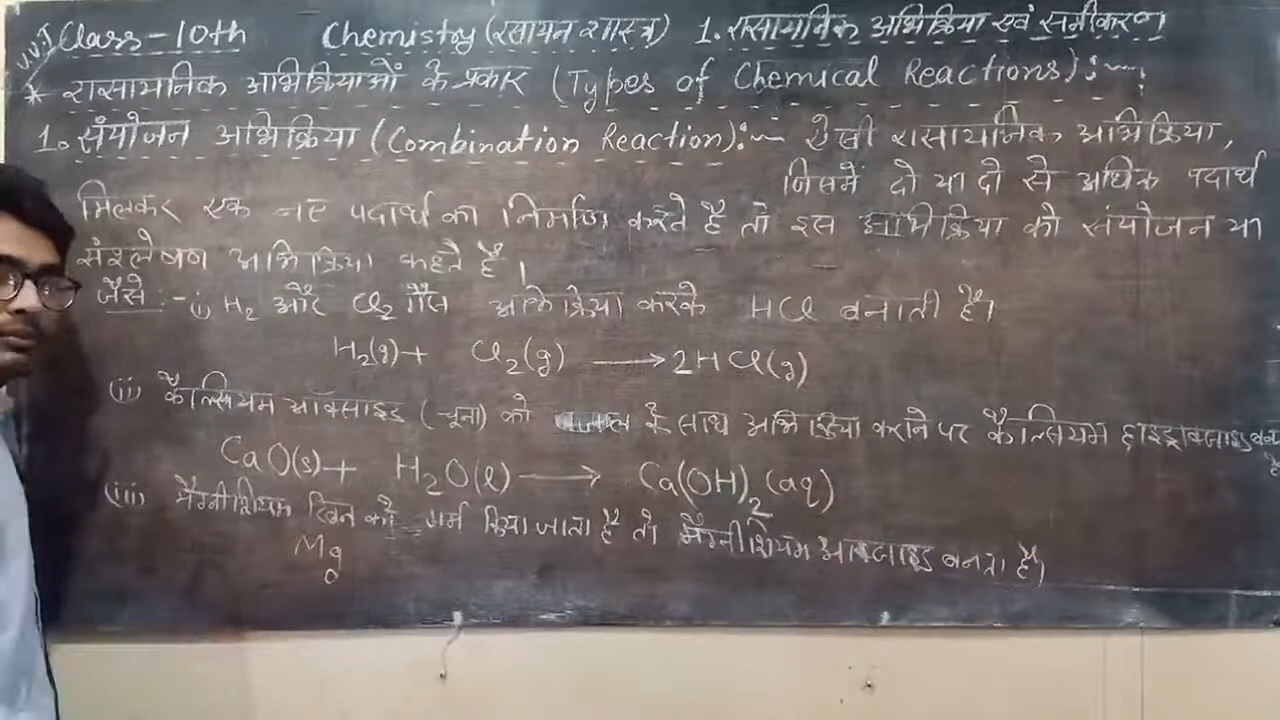 V.V.I Class-10th Chemistry (रसायन शास्त्र) 1. रासायनिक अभिक्रिया एवं समीकरण
* रासायनिक अभिक्रियाओं के प्रकार (Types of Chemical Reactions):-
1. संयोजन अभिक्रिया (Combination Reaction):- ऐसी रासायनिक अभिक्रिया,
जिसमें दो या दो से अधिक पदार्थ
मिलकर एक नए पदार्थ का निर्माण करते है तो इस अभिक्रिया को संयोजन या
संश्लेषण अभिक्रिया कहते है।
जैसे:- (i) H₂ और Cl₂ गैस अभिक्रिया करके HCl बनाती है।
H₂(g) + Cl₂(g) ⟶ 2HCl(g)
(ii) कैल्सियम ऑक्साइड (चूना) को जल के साथ अभिक्रिया कराने पर कैल्सियम हाइड्राक्साइड बनता है
CaO(s) + H₂O(l) ⟶ Ca(OH)₂(aq)
(iii) मैग्नीशियम रिबन को गर्म किया जाता है तो मैग्नीशियम आक्साइड बनता है।
Mg